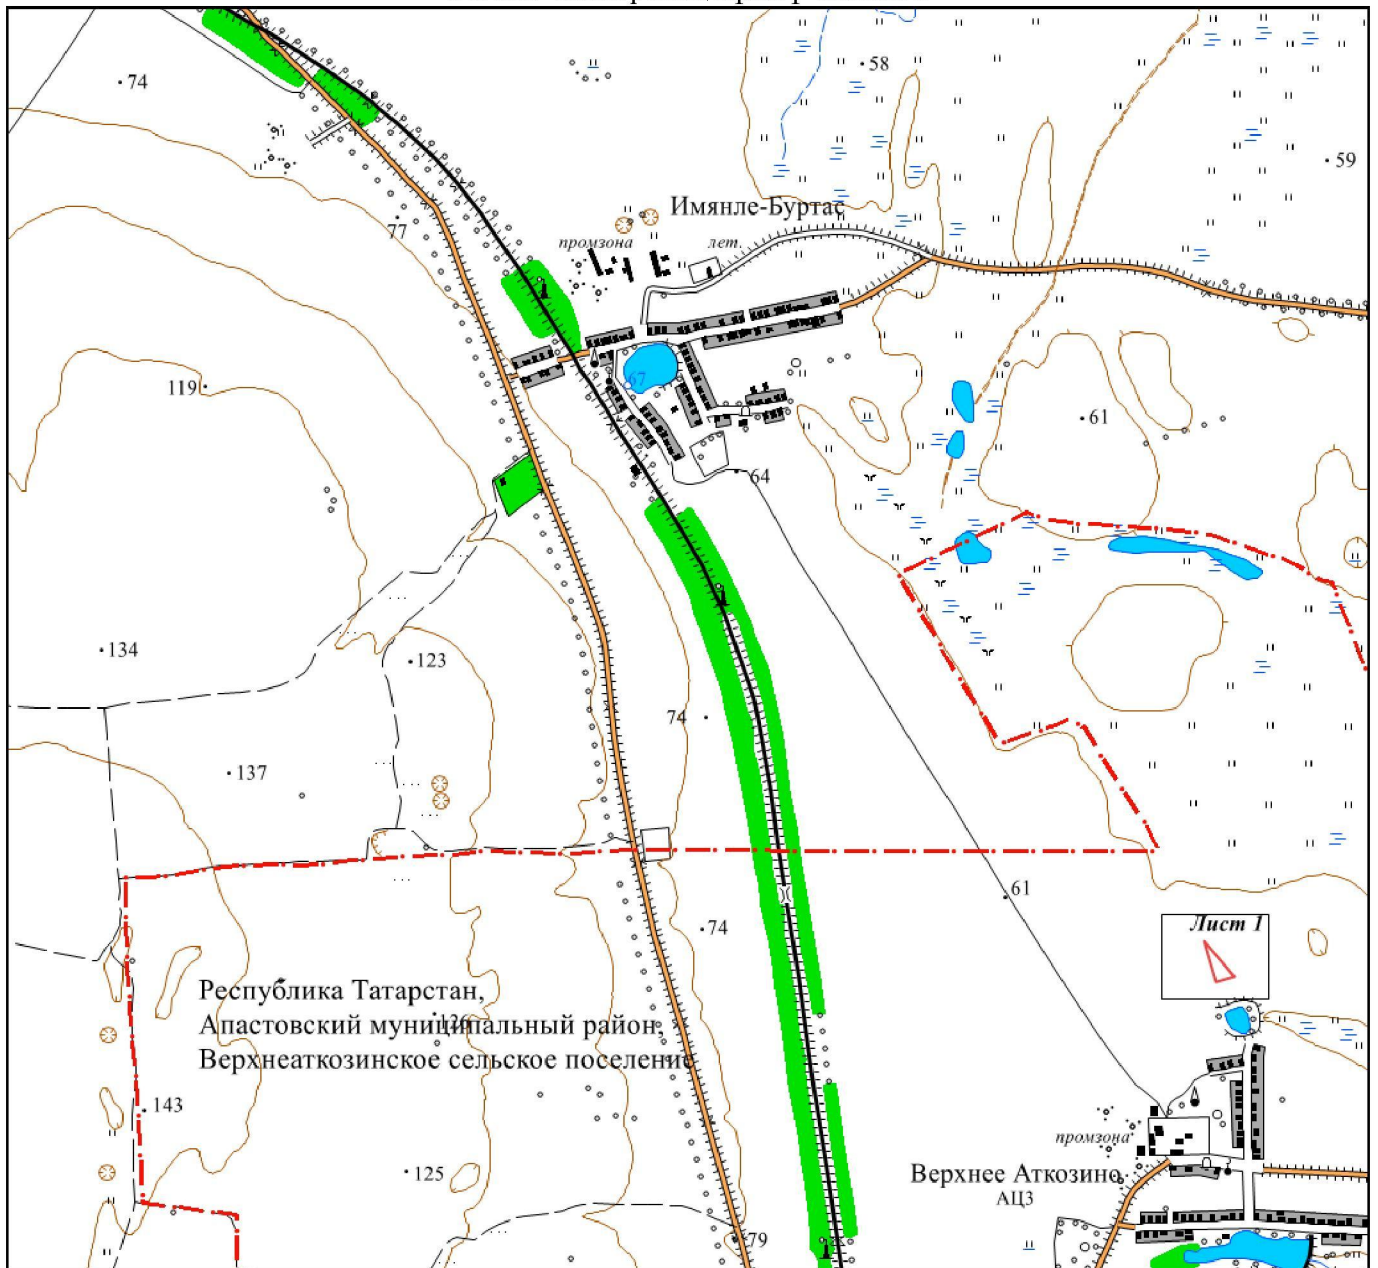 74
58
59
Имянле-Буртас
77
промзона
лет.
119
67
61
64
134
123
74
137
61
Лист 1
74
Республика Татарстан,
126
Апастовский муниципальный район,
Верхнеаткозинское сельское поселение
143
промзона
125
Верхнее Аткозино
АЦЗ
79